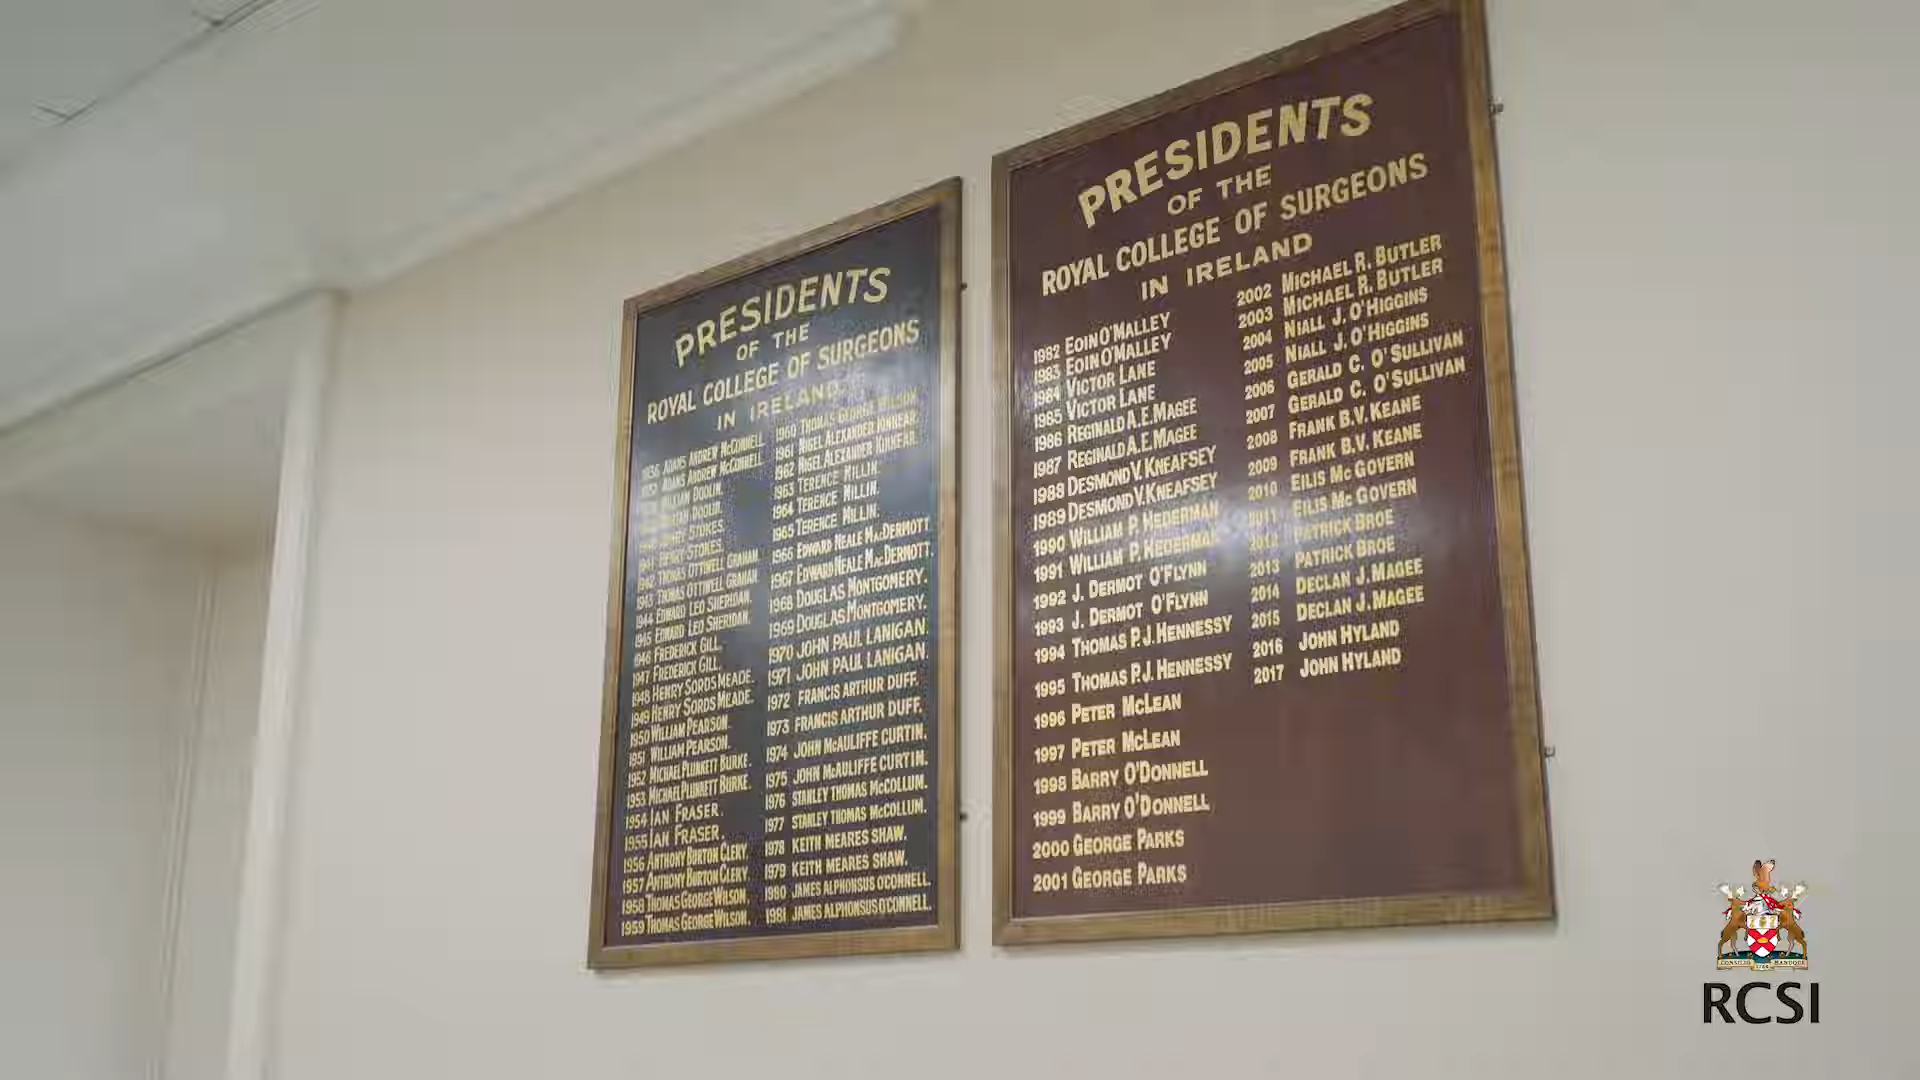 PRESIDENTS
OF THE
ROYAL COLLEGE OF SURGEONS
IN IRELAND
1936 ADAMS ANDREW McCONNELL
1937 ADAMS ANDREW McCONNELL
DOOLIN.
DOOLIN.
HENRY STOKES.
1941 HENRY STOKES.
1942 THOMAS OTTIWELL GRAHAM.
1943 THOMAS OTTIWELL GRAHAM.
1944 EDWARD LEO SHERIDAN.
1945 EDWARD LEO SHERIDAN.
1946 FREDERICK GILL.
1947 FREDERICK GILL.
1948 HENRY SORDS MEADE.
1949 HENRY SORDS MEADE.
1950 WILLIAM PEARSON.
1951 WILLIAM PEARSON.
1952 MICHAEL PLUNKETT BURKE.
1953 MICHAEL PLUNKETT BURKE.
1954 IAN FRASER.
1955 IAN FRASER.
1956 ANTHONY BURTON CLERY
1957 ANTHONY BURTON CLERY.
1958 THOMAS GEORGE WILSON.
1959 THOMAS GEORGE WILSON.
1960 THOMAS GEORGE WILSON
1961 NIGEL ALEXANDER KINNEAR.
1962 NIGEL ALEXANDER KINNEAR.
1963 TERENCE MILLIN.
1964 TERENCE MILLIN.
1965 TERENCE MILLIN.
1966 EDWARD NEALE MACDERMOTT
1967 EDWARD NEALE MACDERMOTT.
1968 DOUGLAS MONTGOMERY.
1969 DOUGLAS MONTGOMERY.
1970 JOHN PAUL LANIGAN.
1971 JOHN PAUL LANIGAN.
1972 FRANCIS ARTHUR DUFF.
1973 FRANCIS ARTHUR DUFF.
1974 JOHN McAULIFFE CURTIN.
1975 JOHN McAULIFFE CURTIN.
1976 STANLEY THOMAS McCOLLUM.
1977 STANLEY THOMAS McCOLLUM.
1978 KEITH MEARES SHAW.
1979 KEITH MEARES SHAW.
1980 JAMES ALPHONSUS O'CONNELL.
1981 JAMES ALPHONSUS O'CONNELL.
PRESIDENTS
OF THE
ROYAL COLLEGE OF SURGEONS
IN IRELAND
1982 EOIN O'MALLEY
1983 EOIN O'MALLEY
1984 VICTOR LANE
1985 VICTOR LANE
1986 REGINALD A.E. MAGEE
1987 REGINALD A.E. MAGEE
1988 DESMOND V. KNEAFSEY
1989 DESMOND V. KNEAFSEY
1990 WILLIAM P. HEDERMAN
1991 WILLIAM P. HEDERMAN
1992 J. DERMOT O'FLYNN
1993 J. DERMOT O'FLYNN
1994 THOMAS P.J. HENNESSY
1995 THOMAS P.J. HENNESSY
1996 PETER McLEAN
1997 PETER McLEAN
1998 BARRY O'DONNELL
1999 BARRY O'DONNELL
2000 GEORGE PARKS
2001 GEORGE PARKS
2002 MICHAEL R. BUTLER
2003 MICHAEL R. BUTLER
2004 NIALL J. O'HIGGINS
2005 NIALL J. O'HIGGINS
2006 GERALD C. O'SULLIVAN
2007 GERALD C. O'SULLIVAN
2008 FRANK B.V. KEANE
2009 FRANK B.V. KEANE
2010 EILIS McGOVERN
2011 EILIS McGOVERN
2012 PATRICK BROE
2013 PATRICK BROE
2014 DECLAN J. MAGEE
2015 DECLAN J. MAGEE
2016 JOHN HYLAND
2017 JOHN HYLAND
RCSI